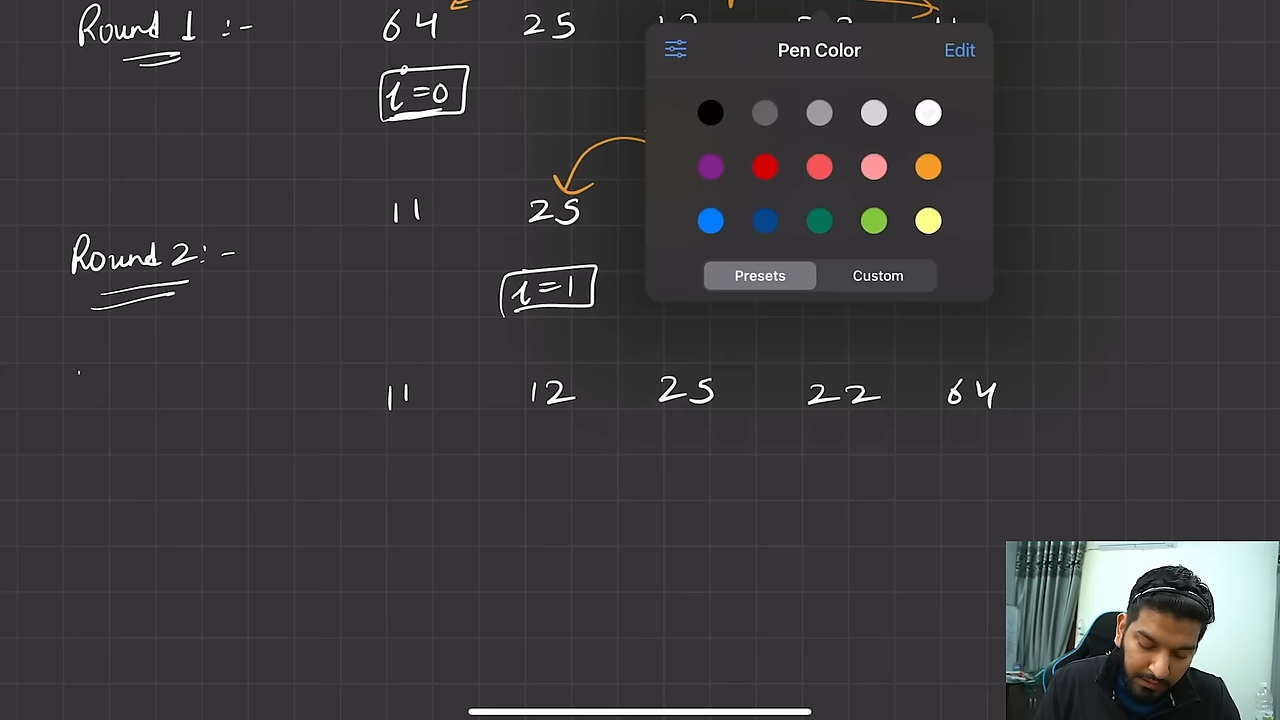 Round 1 :- 64 25
Pen Color
Edit
i=0
11 25
Round 2:-
i=1
Presets
Custom
11 12 25 22 64